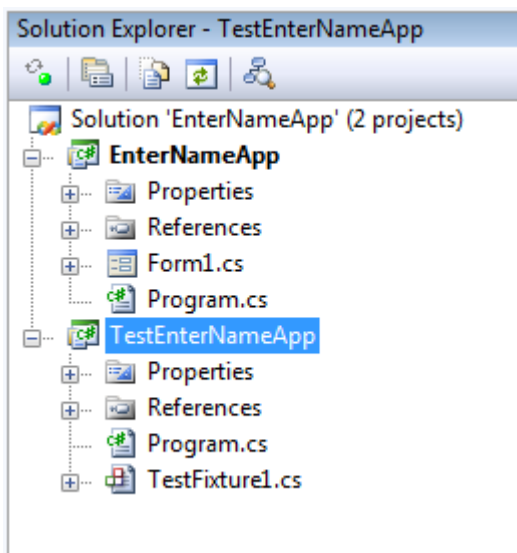 Solution Explorer - TestEnterNameApp
Solution 'EnterNameApp' (2 projects)
EnterNameApp
Properties
References
Form1.cs
Program.cs
TestEnterNameApp
Properties
References
Program.cs
TestFixture1.cs